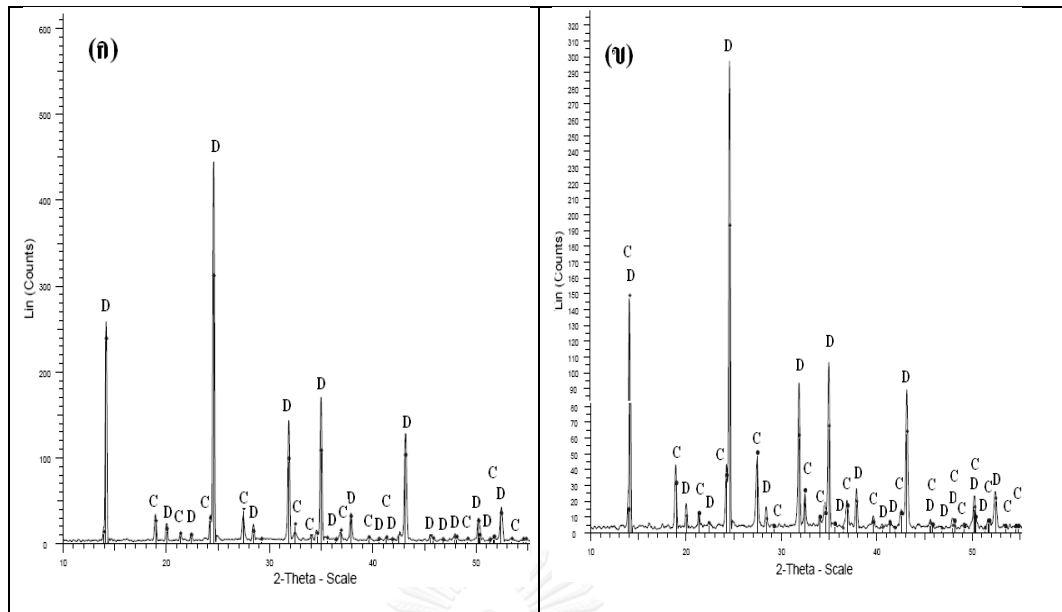 (ก)
600
500
400
300
200
100
0
Lin (Counts)
10 20 30 40 50
2-Theta - Scale
D
C
D
C
C
D
C
D
D
C
C
D
C
D
C
D
C
D
D
D
D
D
C
D
D
C
D
C
(ข)
320
310
300
290
280
270
260
250
240
230
220
210
200
190
180
170
160
150
140
130
120
110
100
90
80
70
60
50
40
30
20
10
0
Lin (Counts)
10 20 30 40 50
2-Theta - Scale
C
D
C
D
C
D
C
D
C
D
C
D
C
C
D
D
C
D
C
D
C
D
C
D
C
D
D
C
D
C
C
D
D
C
D
C
C